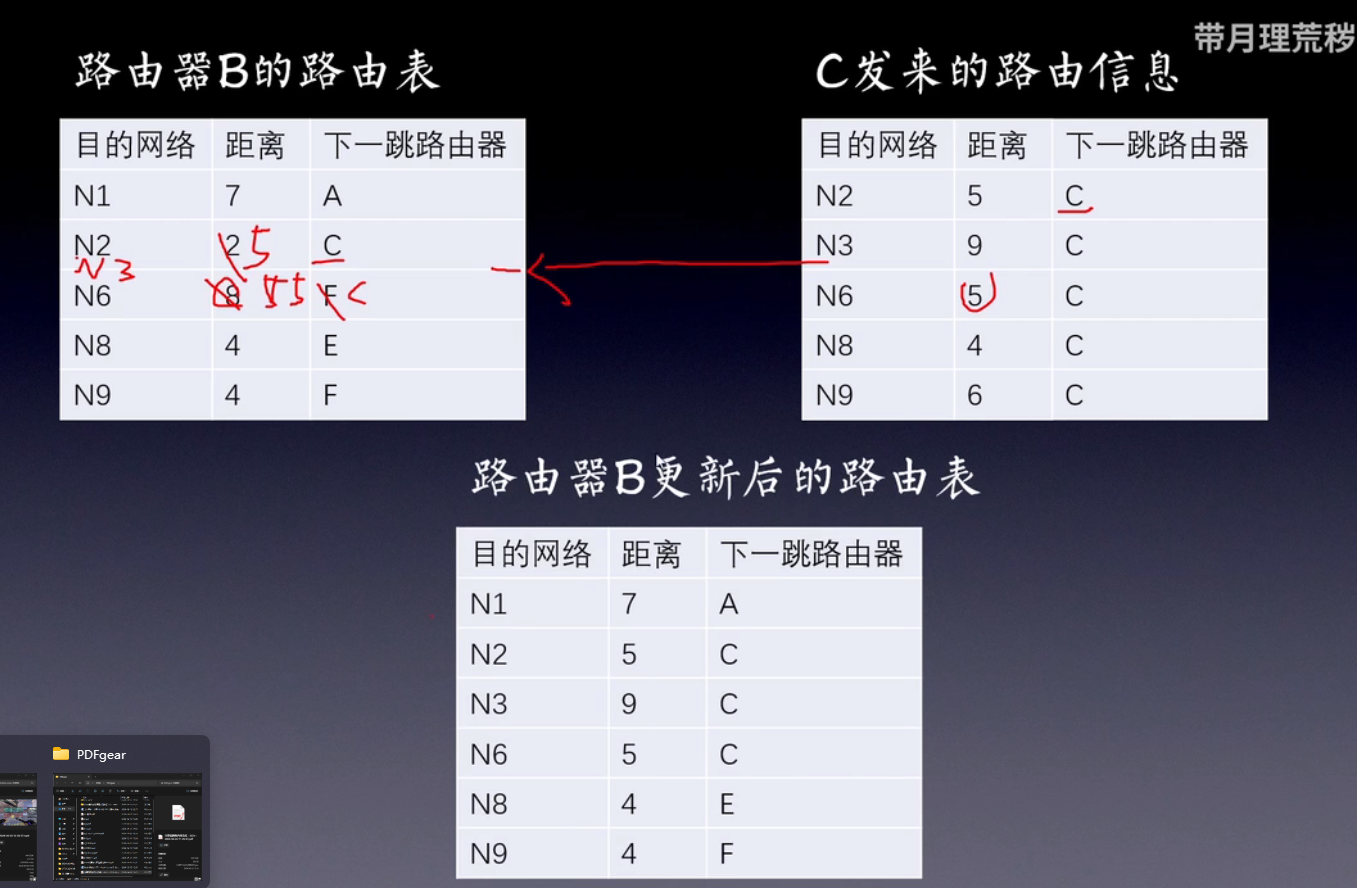 带月理荒秽
路由器B的路由表
目的网络 距离 下一跳路由器
N1 7 A
N2 2 5 C
N3
N6 8 5 5 F C
N8 4 E
N9 4 F
C发来的路由信息
目的网络 距离 下一跳路由器
N2 5 C
N3 9 C
N6 5 C
N8 4 C
N9 6 C
路由器B更新后的路由表
目的网络 距离 下一跳路由器
N1 7 A
N2 5 C
N3 9 C
N6 5 C
N8 4 E
N9 4 F
PDFgear